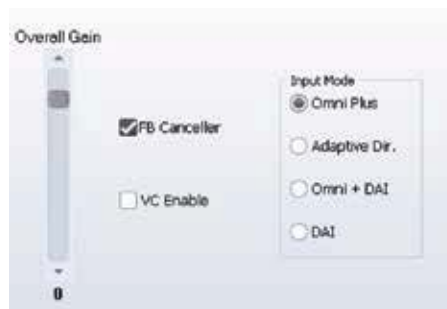 Overall Gain
Input Mode
Omni Plus
FB Canceller
Adaptive Dir.
Omni + DAI
VC Enable
DAI
0